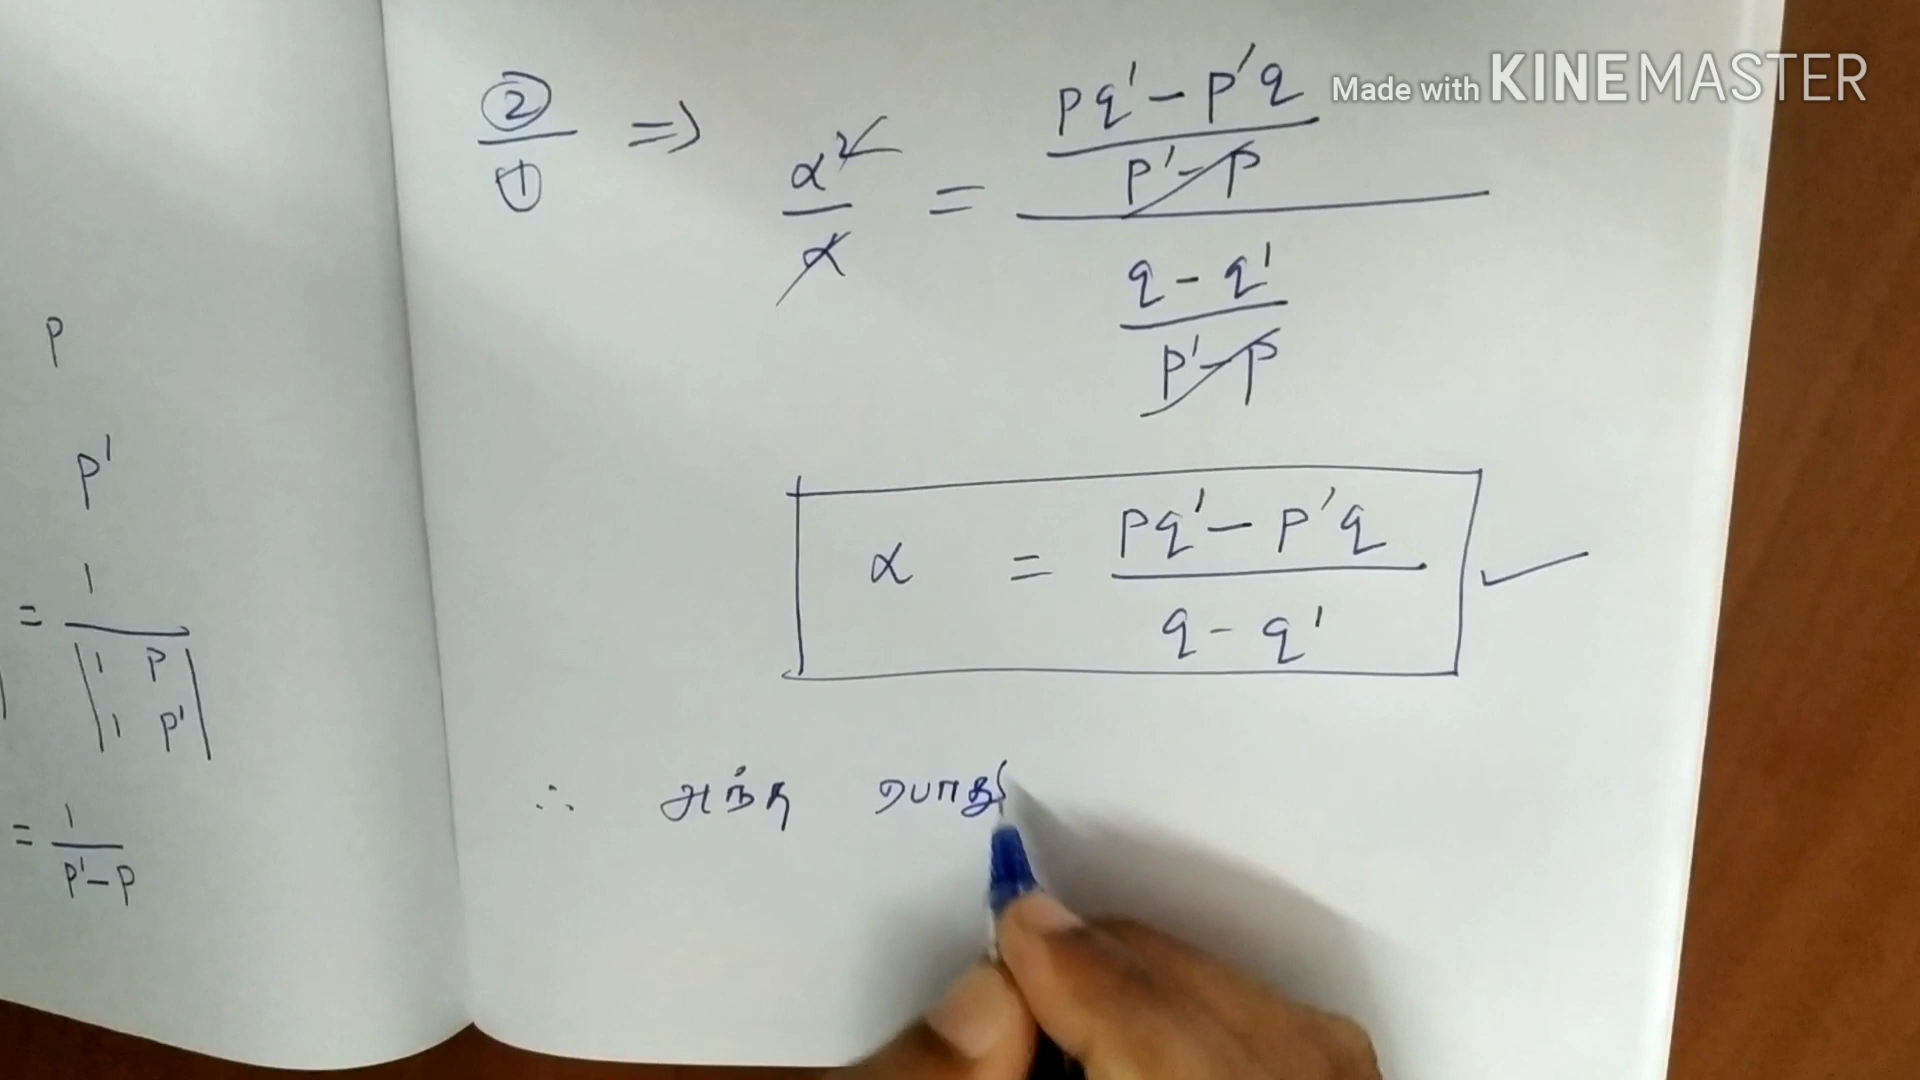 P
P'
= 1 / | 1 P |
| 1 P' |
= 1 / P'-P
Made with KINEMASTER
② / ① ⇒ α² / α = (pq' - p'q / p' - p) / (q - q' / p' - p)
α = pq' - p'q / q - q' ✓
∴ அந்த பொது